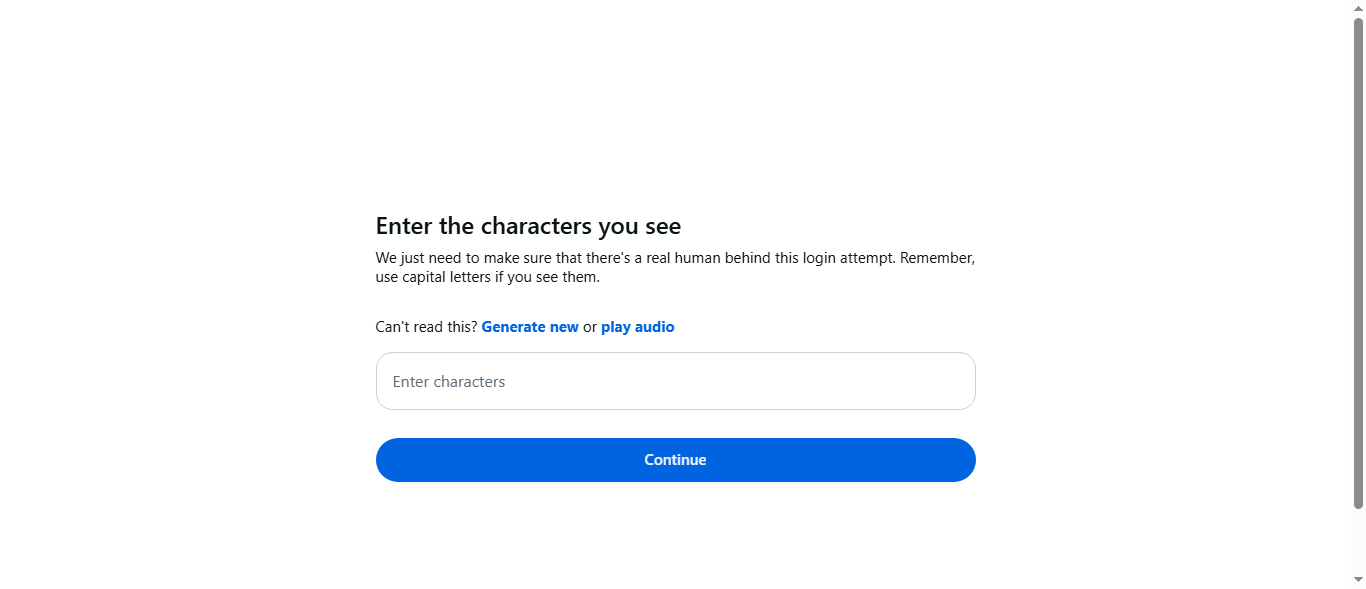 Enter the characters you see
We just need to make sure that there's a real human behind this login attempt. Remember,
use capital letters if you see them.
Can't read this? Generate new or play audio
Enter characters
Continue